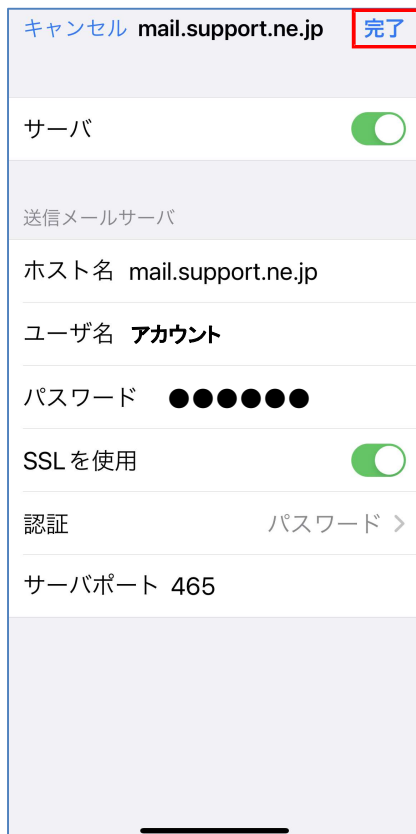 キャンセル mail.support.ne.jp 完了
サーバ
送信メールサーバ
ホスト名 mail.support.ne.jp
ユーザ名 アカウント
パスワード ●●●●●●
SSLを使用
認証 パスワード >
サーバポート 465